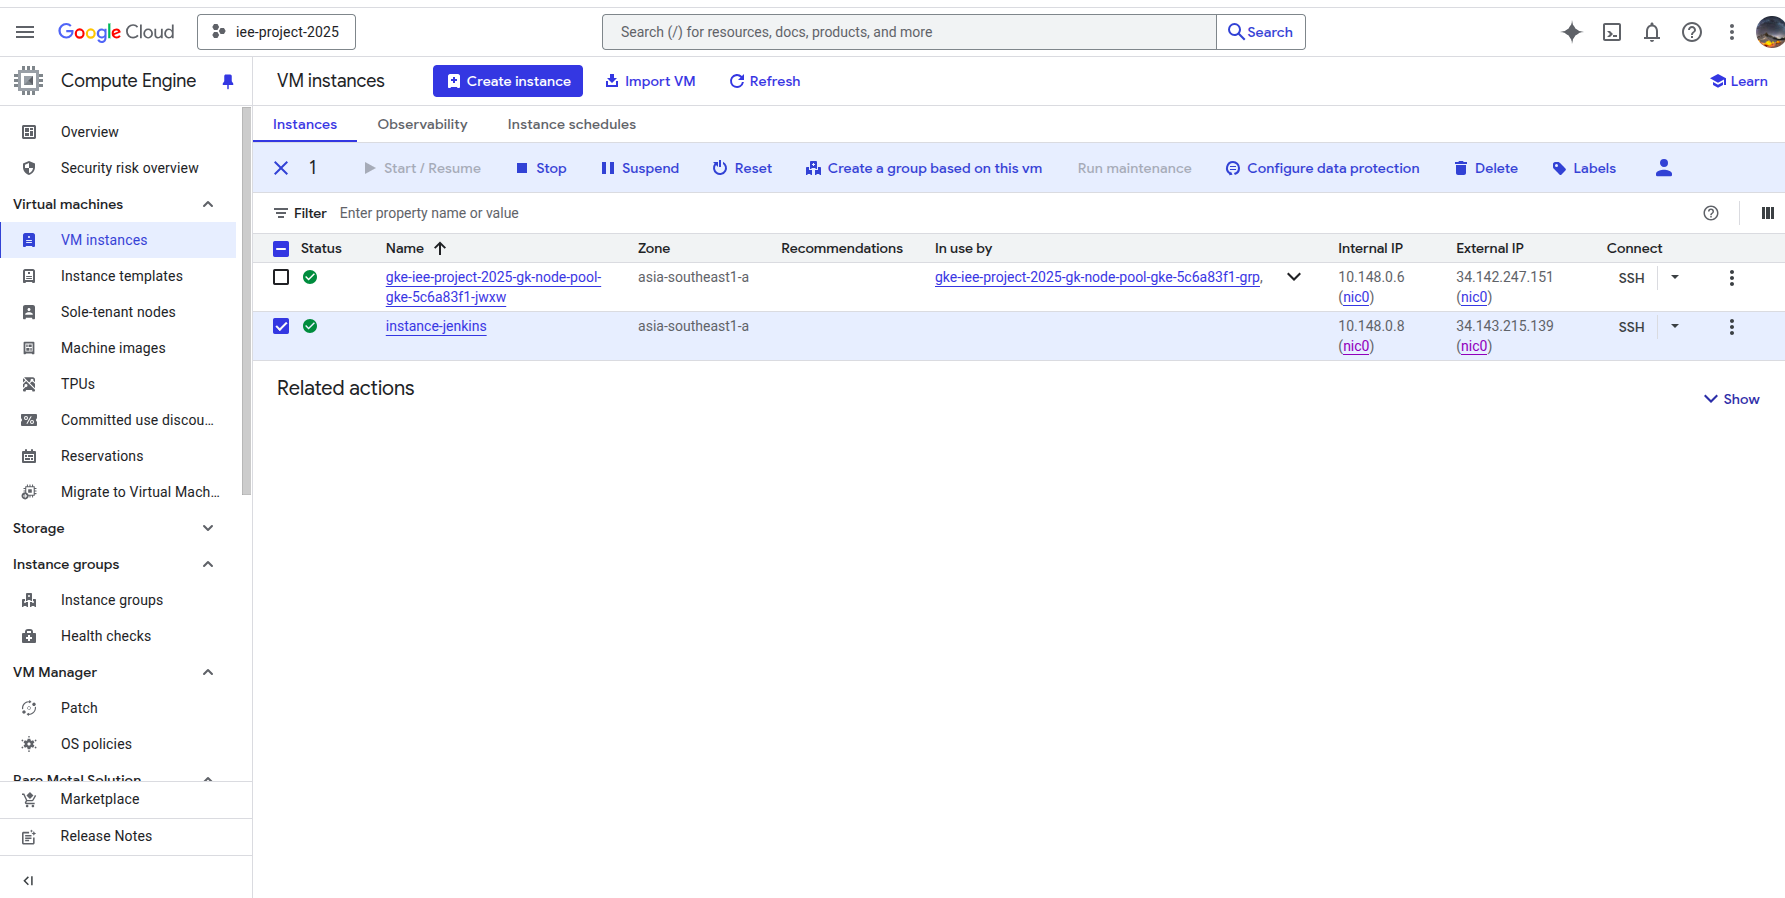 Google Cloud
iee-project-2025
Search (/) for resources, docs, products, and more
Search
Compute Engine
VM instances
Create instance
Import VM
Refresh
Learn
Overview
Security risk overview
Virtual machines
VM instances
Instance templates
Sole-tenant nodes
Machine images
TPUs
Committed use discou...
Reservations
Migrate to Virtual Mach...
Storage
Instance groups
Instance groups
Health checks
VM Manager
Patch
OS policies
Bare Metal Solution
Marketplace
Release Notes
Instances
Observability
Instance schedules
1
Start / Resume
Stop
Suspend
Reset
Create a group based on this vm
Run maintenance
Configure data protection
Delete
Labels
Filter
Enter property name or value
Status
Name
Zone
Recommendations
In use by
Internal IP
External IP
Connect
gke-iee-project-2025-gk-node-pool-
gke-5c6a83f1-jwxw
asia-southeast1-a
gke-iee-project-2025-gk-node-pool-gke-5c6a83f1-grp,
10.148.0.6
(nic0)
34.142.247.151
(nic0)
SSH
instance-jenkins
asia-southeast1-a
10.148.0.8
(nic0)
34.143.215.139
(nic0)
SSH
Related actions
Show